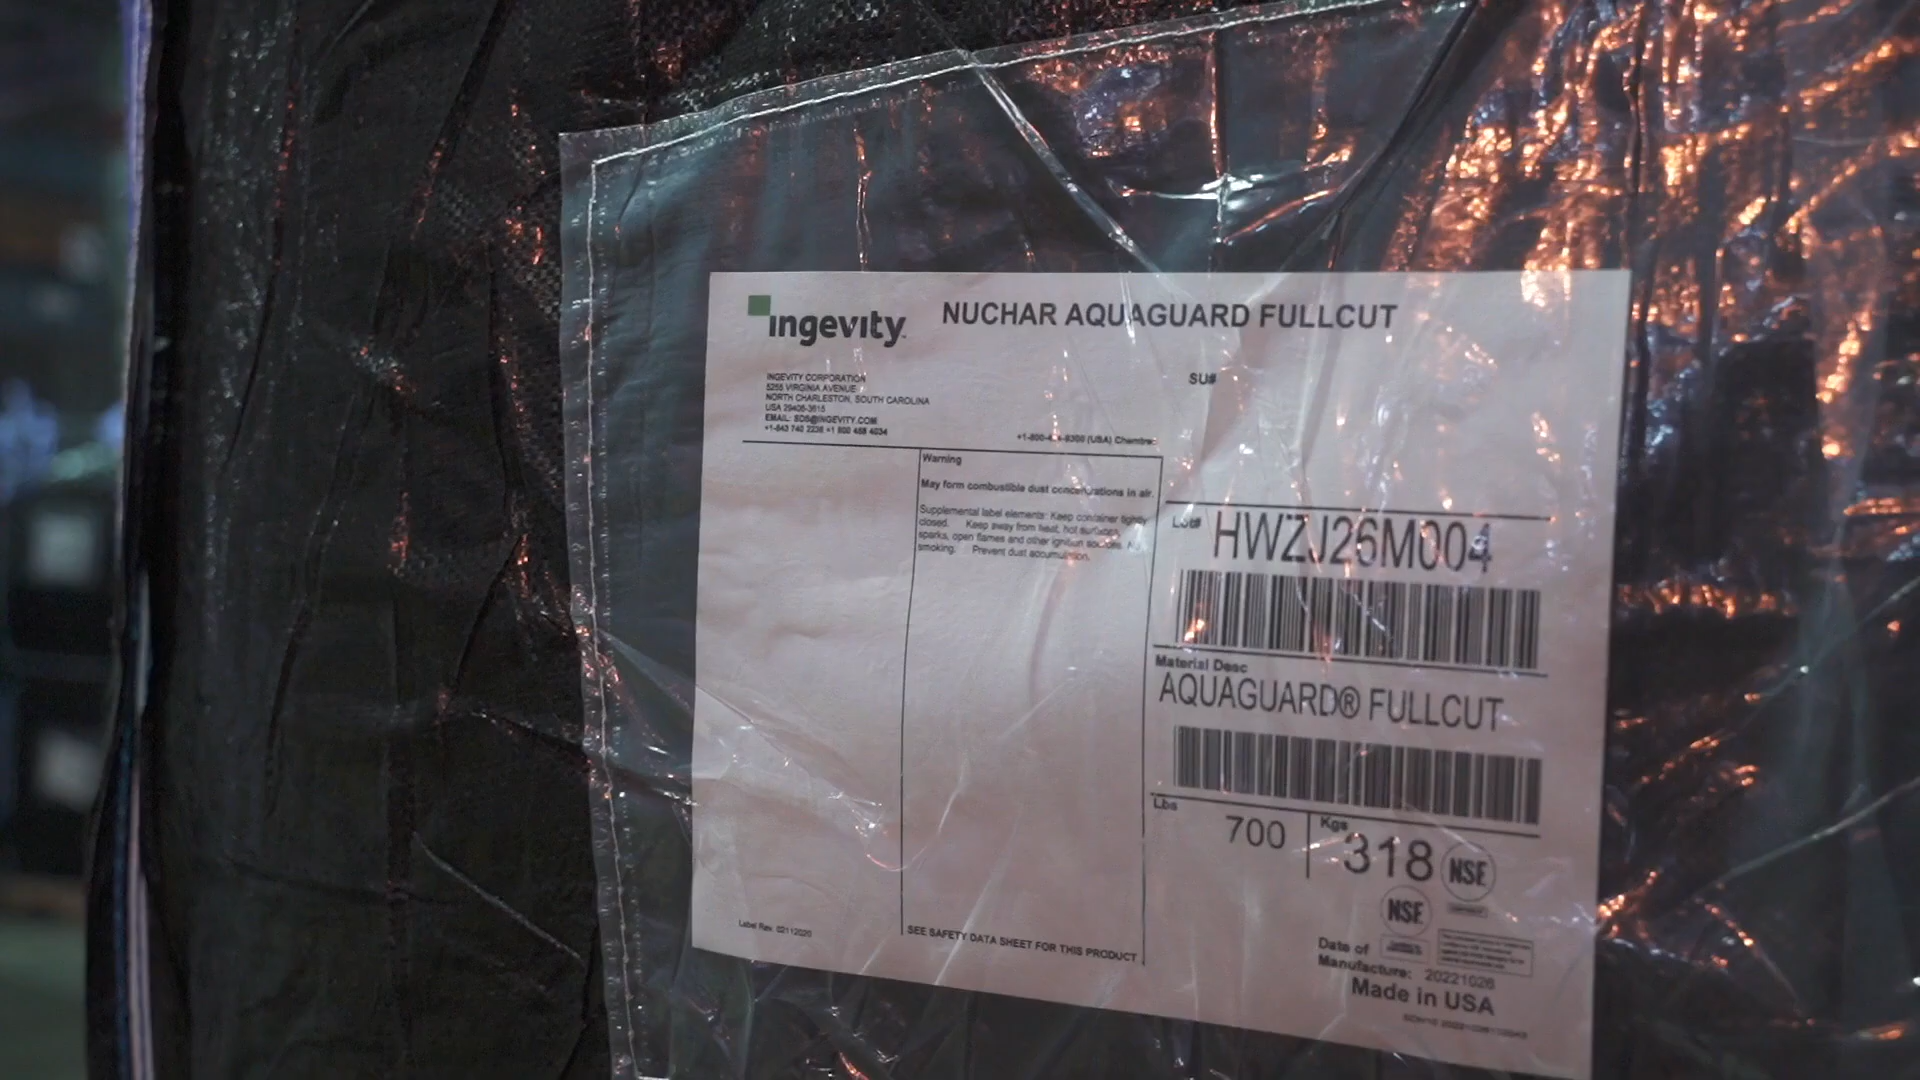 ingevity
NUCHAR AQUAGUARD FULLCUT
INGEVITY CORPORATION
5255 VIRGINIA AVENUE
NORTH CHARLESTON, SOUTH CAROLINA
USA 29406-3615
EMAIL: SDS@INGEVITY.COM
+1-843 740 2236 +1 800 458 4034
(USA) Chemtrec
SU#
Warning
May form combustible dust concentrations in air.
Supplemental label elements: Keep container tightly
closed. Keep away from heat, hot surfaces,
sparks, open flames and other ignition sources. No
smoking. Prevent dust accumulation.
Lot# HWZJ26M004
Material Desc
AQUAGUARD® FULLCUT
Lbs
700
Kgs
318
NSF
NSF
Label Rev. 02112020
SEE SAFETY DATA SHEET FOR THIS PRODUCT
Date of
Manufacture: 20221026
Made in USA